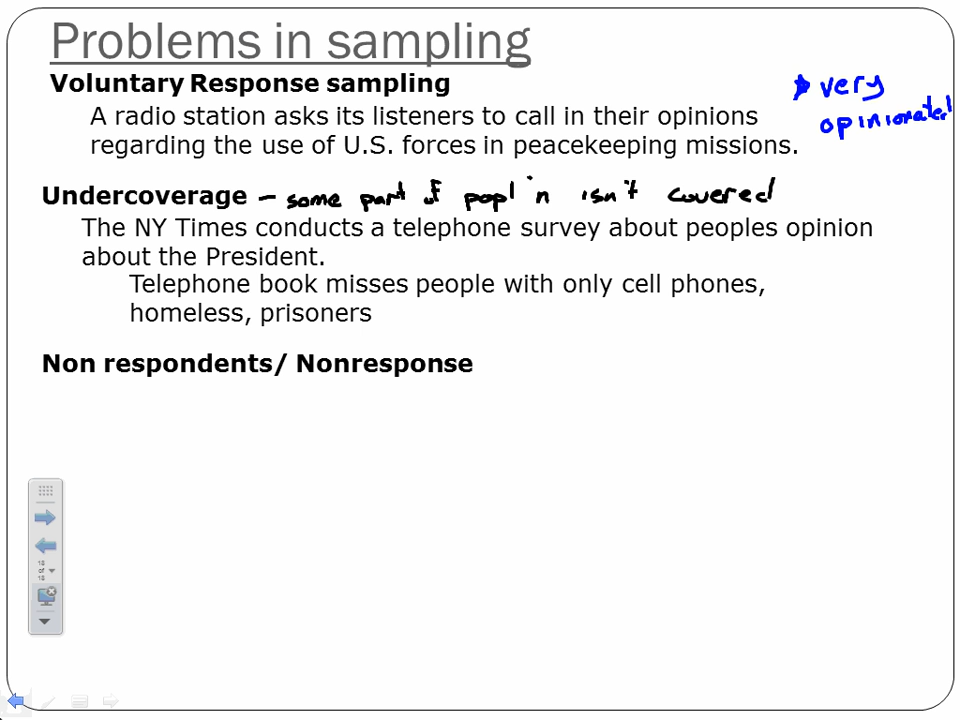 Problems in sampling
Voluntary Response sampling
very
opinionated
A radio station asks its listeners to call in their opinions
regarding the use of U.S. forces in peacekeeping missions.
Undercoverage - some part of popl'n isn't covered
The NY Times conducts a telephone survey about peoples opinion
about the President.
Telephone book misses people with only cell phones,
homeless, prisoners
Non respondents/ Nonresponse
18
of
18